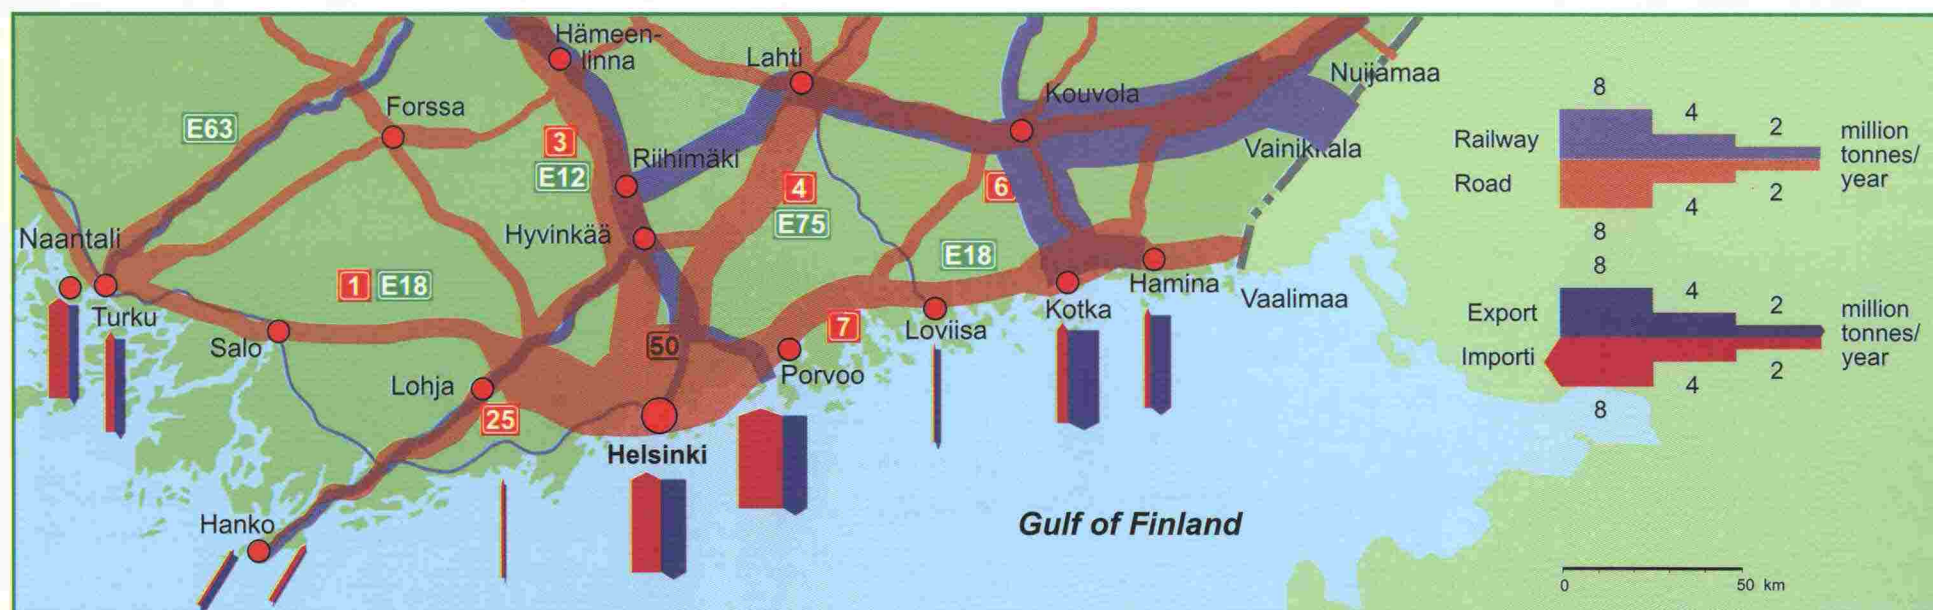 Hämeen-
linna
Lahti
Nuijamaa
Kouvola
Forssa
E63
3
E12
Riihimäki
Vainikkala
4
E75
6
Naantali
Hyvinkää
E18
1
E18
Turku
Salo
Kotka
Hamina
Vaalimaa
Loviisa
7
50
Porvoo
Lohja
25
Helsinki
Hanko
Gulf of Finland
8
4
2
Railway
Road
million
tonnes/
year
4
2
8
8
4
2
Export
Importi
million
tonnes/
year
4
2
8
0
50 km